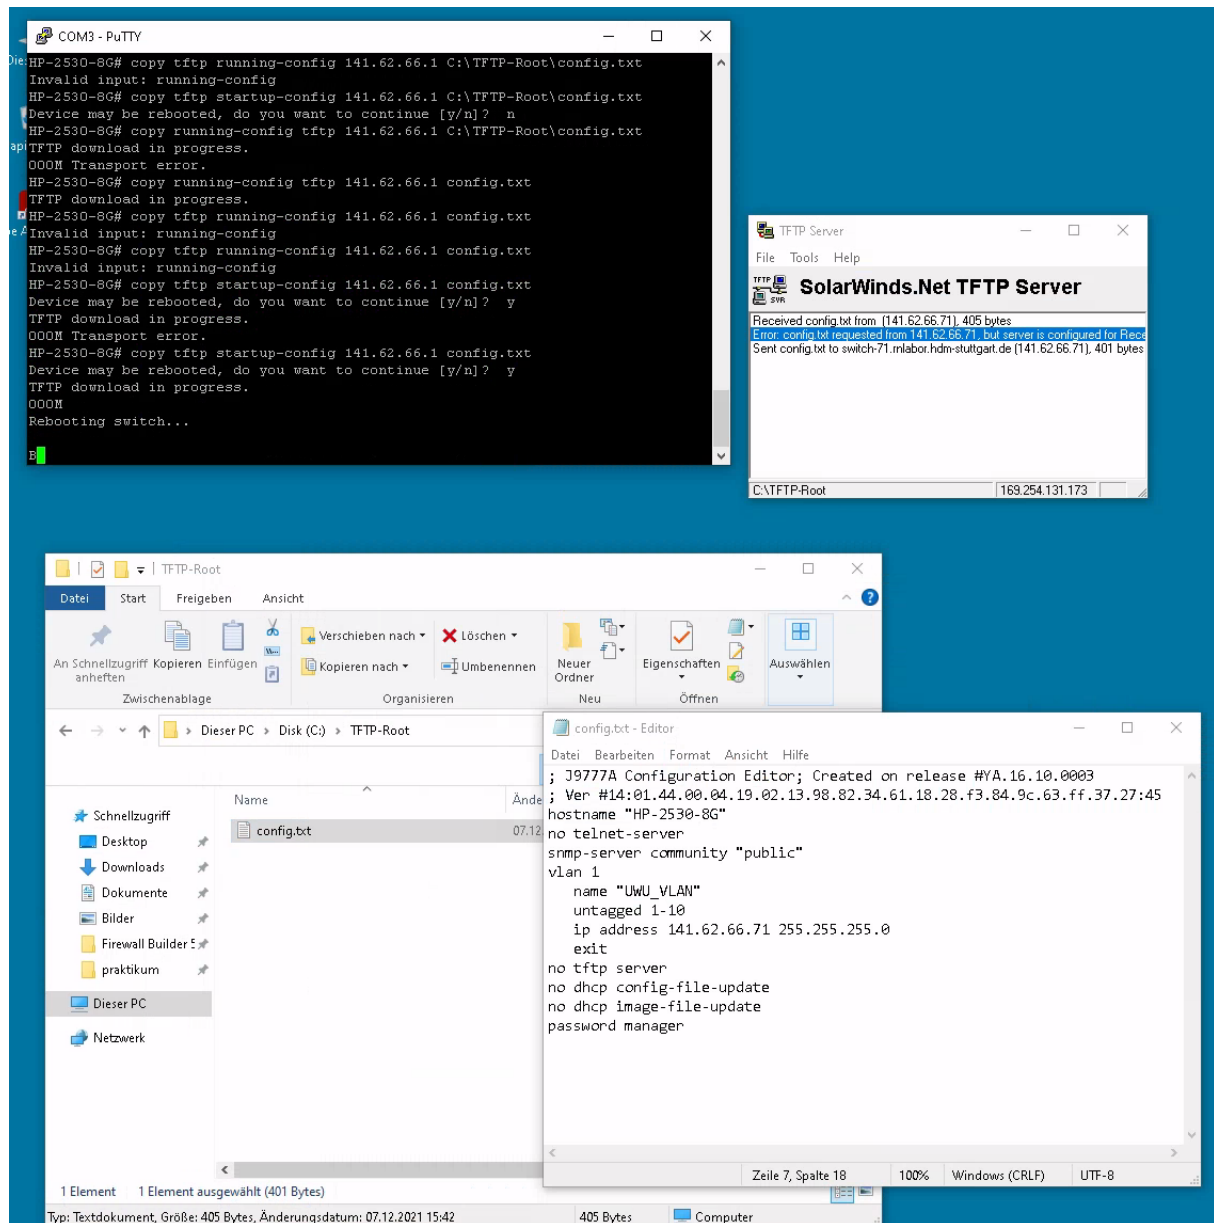 COM3 - PuTTY
HP-2530-8G# copy tftp running-config 141.62.66.1 C:\TFTP-Root\config.txt
Invalid input: running-config
HP-2530-8G# copy tftp startup-config 141.62.66.1 C:\TFTP-Root\config.txt
Device may be rebooted, do you want to continue [y/n]?  n
HP-2530-8G# copy running-config tftp 141.62.66.1 C:\TFTP-Root\config.txt
TFTP download in progress.
000M Transport error.
HP-2530-8G# copy running-config tftp 141.62.66.1 config.txt
TFTP download in progress.
HP-2530-8G# copy tftp running-config 141.62.66.1 config.txt
Invalid input: running-config
HP-2530-8G# copy tftp running-config 141.62.66.1 config.txt
Invalid input: running-config
HP-2530-8G# copy tftp startup-config 141.62.66.1 config.txt
Device may be rebooted, do you want to continue [y/n]?  y
TFTP download in progress.
000M Transport error.
HP-2530-8G# copy tftp startup-config 141.62.66.1 config.txt
Device may be rebooted, do you want to continue [y/n]?  y
TFTP download in progress.
000M
Rebooting switch...
B
TFTP Server
File Tools Help
TFTP SVR
SolarWinds.Net TFTP Server
Received config.txt from (141.62.66.71), 405 bytes
Error: config.txt requested from 141.62.66.71, but server is configured for Rece
Sent config.txt to switch-71.rnlabor.hdm-stuttgart.de (141.62.66.71), 401 bytes
C:\TFTP-Root 169.254.131.173
TFTP-Root
Datei Start Freigeben Ansicht
An Schnellzugriff anheften
Kopieren
Einfügen
Verschieben nach
Kopieren nach
Löschen
Umbenennen
Neuer Ordner
Eigenschaften
Auswählen
Zwischenablage Organisieren Neu Öffnen
Dieser PC > Disk (C:) > TFTP-Root
Name Ände
config.txt 07.12
Schnellzugriff
Desktop
Downloads
Dokumente
Bilder
Firewall Builder 5
praktikum
Dieser PC
Netzwerk
1 Element 1 Element ausgewählt (401 Bytes)
Typ: Textdokument, Größe: 405 Bytes, Änderungsdatum: 07.12.2021 15:42 405 Bytes Computer
config.txt - Editor
Datei Bearbeiten Format Ansicht Hilfe
; J9777A Configuration Editor; Created on release #YA.16.10.0003
; Ver #14:01.44.00.04.19.02.13.98.82.34.61.18.28.f3.84.9c.63.ff.37.27:45
hostname "HP-2530-8G"
no telnet-server
snmp-server community "public"
vlan 1
   name "UWU_VLAN"
   untagged 1-10
   ip address 141.62.66.71 255.255.255.0
   exit
no tftp server
no dhcp config-file-update
no dhcp image-file-update
password manager
Zeile 7, Spalte 18 100% Windows (CRLF) UTF-8